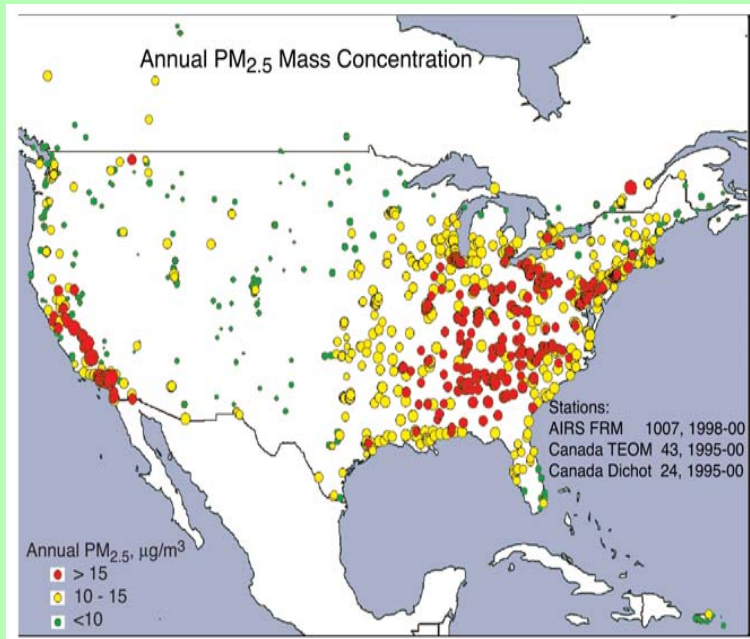 Annual PM2.5 Mass Concentration
Stations:
AIRS FRM 1007, 1998-00
Canada TEOM 43, 1995-00
Canada Dichot 24, 1995-00
Annual PM2.5, μg/m³
> 15
10 - 15
<10